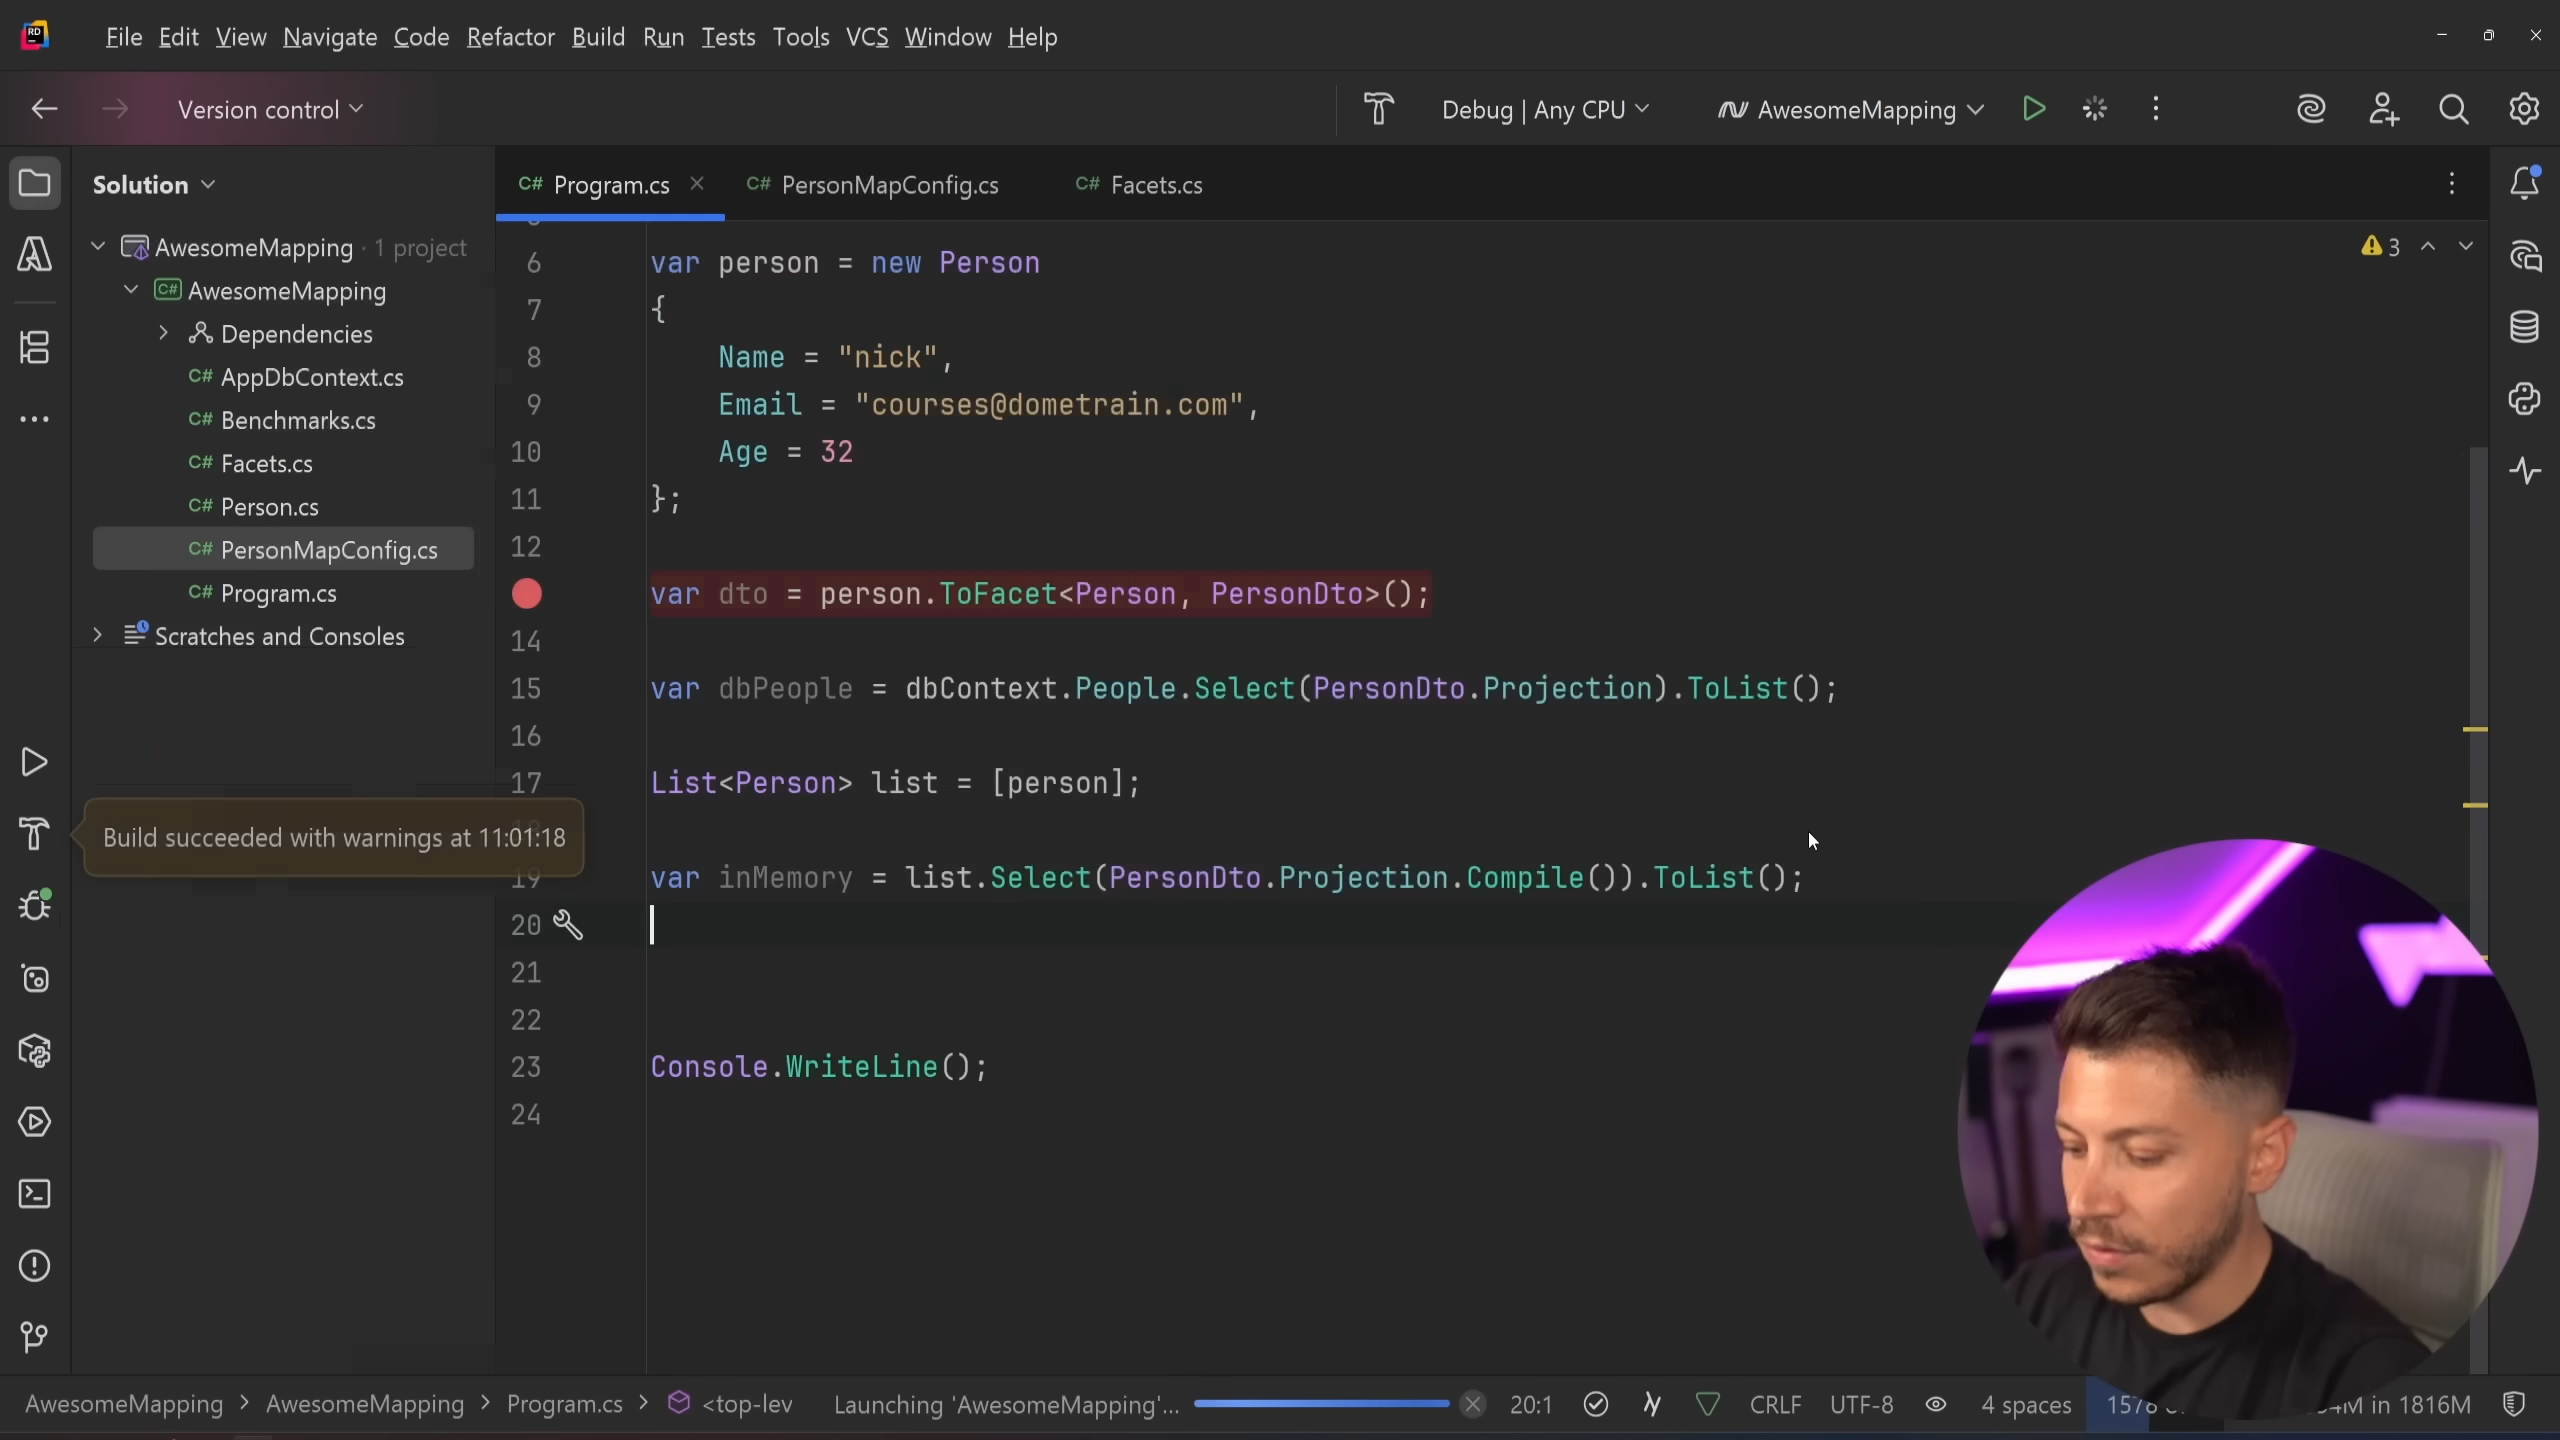 RD
File Edit View Navigate Code Refactor Build Run Tests Tools VCS Window Help
Version control
Debug | Any CPU
AwesomeMapping
Solution
C# Program.cs
C# PersonMapConfig.cs
C# Facets.cs
AwesomeMapping · 1 project
C# AwesomeMapping
Dependencies
C# AppDbContext.cs
C# Benchmarks.cs
C# Facets.cs
C# Person.cs
C# PersonMapConfig.cs
C# Program.cs
Scratches and Consoles
3
6 var person = new Person
7 {
8 Name = "nick",
9 Email = "courses@dometrain.com",
10 Age = 32
11 };
12
var dto = person.ToFacet<Person, PersonDto>();
14
15 var dbPeople = dbContext.People.Select(PersonDto.Projection).ToList();
16
17 List<Person> list = [person];
Build succeeded with warnings at 11:01:18
19 var inMemory = list.Select(PersonDto.Projection.Compile()).ToList();
20
21
22
23 Console.WriteLine();
24
AwesomeMapping > AwesomeMapping > Program.cs > <top-lev
Launching 'AwesomeMapping'...
20:1
CRLF
UTF-8
4 spaces
in 1816M